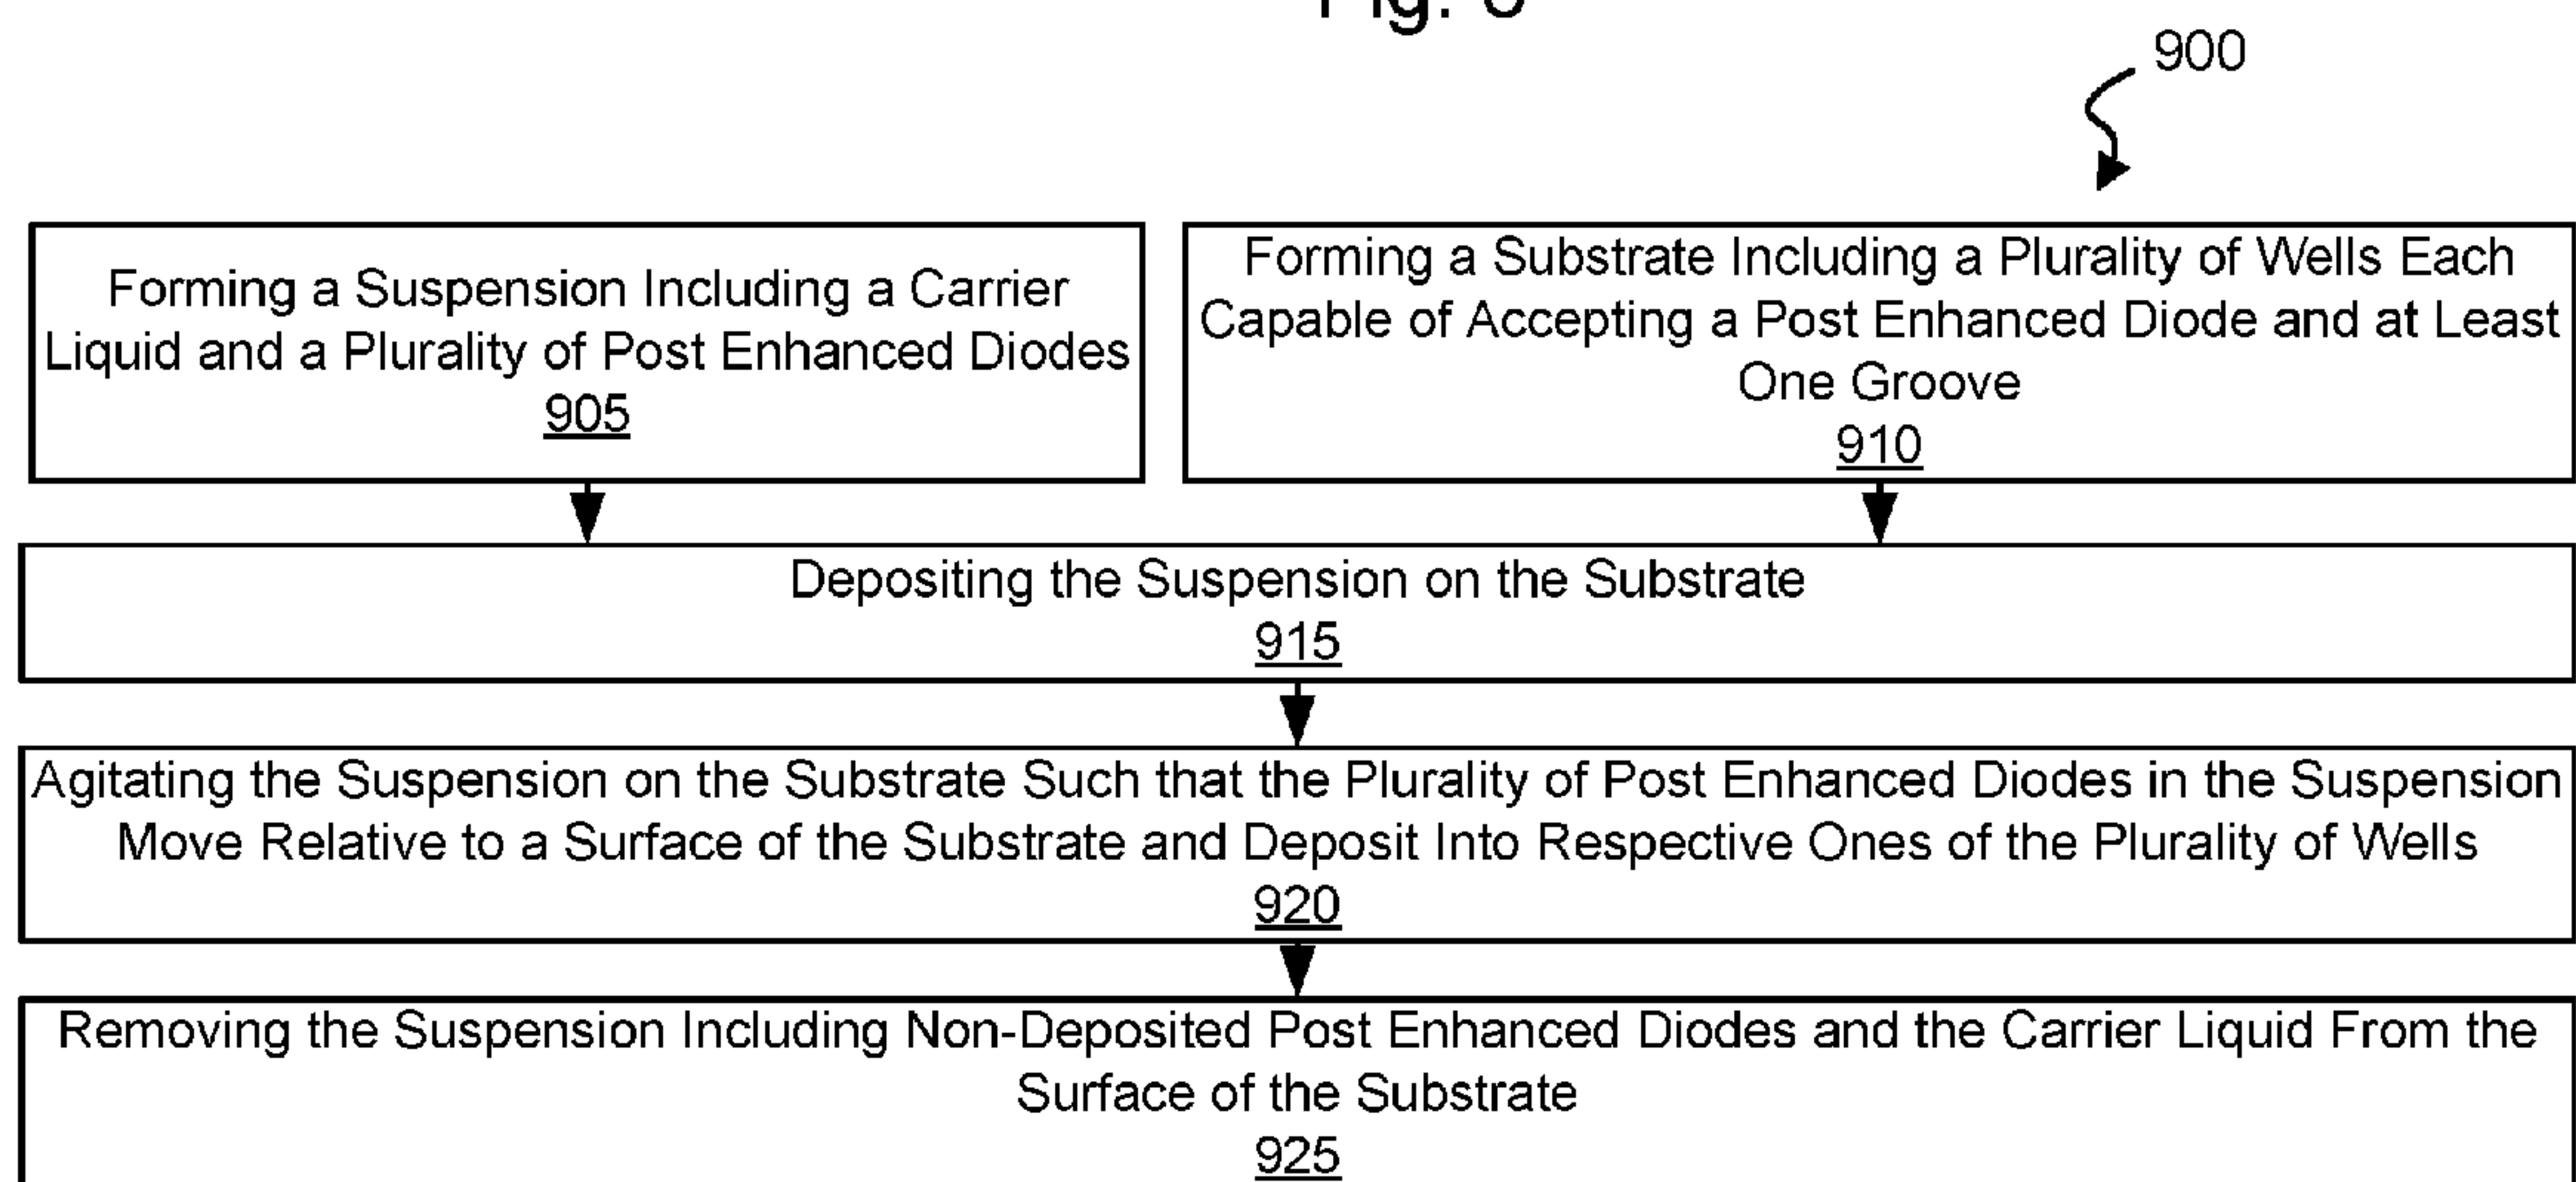 900
Forming a Suspension Including a Carrier
Liquid and a Plurality of Post Enhanced Diodes
905
Forming a Substrate Including a Plurality of Wells Each
Capable of Accepting a Post Enhanced Diode and at Least
One Groove
910
Depositing the Suspension on the Substrate
915
Agitating the Suspension on the Substrate Such that the Plurality of Post Enhanced Diodes in the Suspension
Move Relative to a Surface of the Substrate and Deposit Into Respective Ones of the Plurality of Wells
920
Removing the Suspension Including Non-Deposited Post Enhanced Diodes and the Carrier Liquid From the
Surface of the Substrate
925